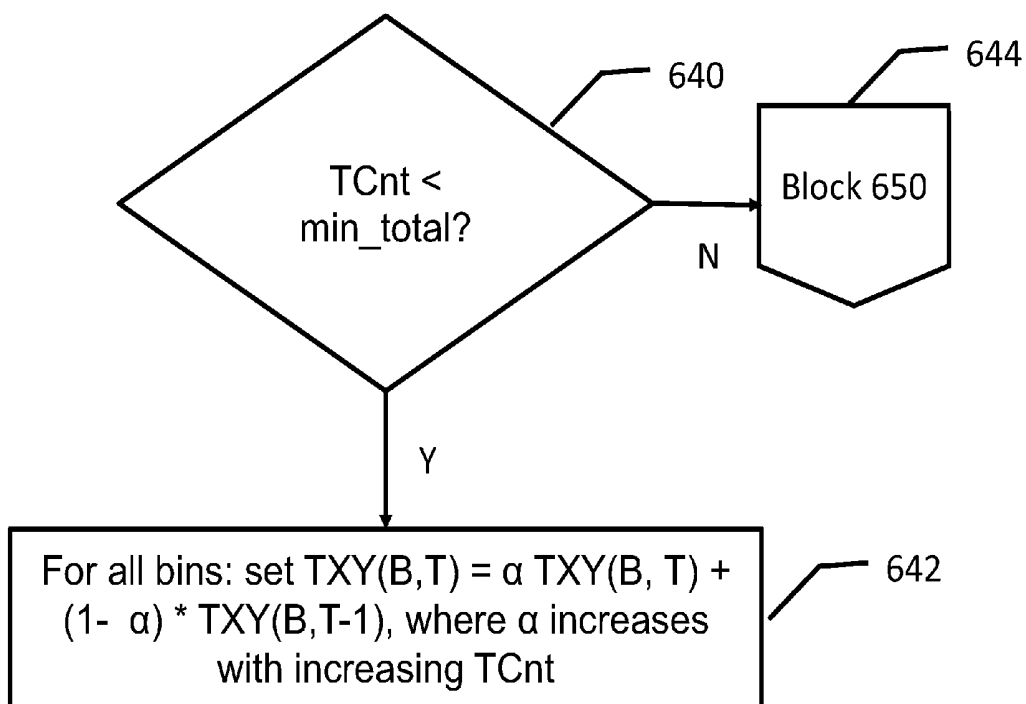 640
644
TCnt <
min_total?
Block 650
N
Y
For all bins: set TXY(B,T) = α TXY(B, T) +
(1- α) * TXY(B,T-1), where α increases
with increasing TCnt
642